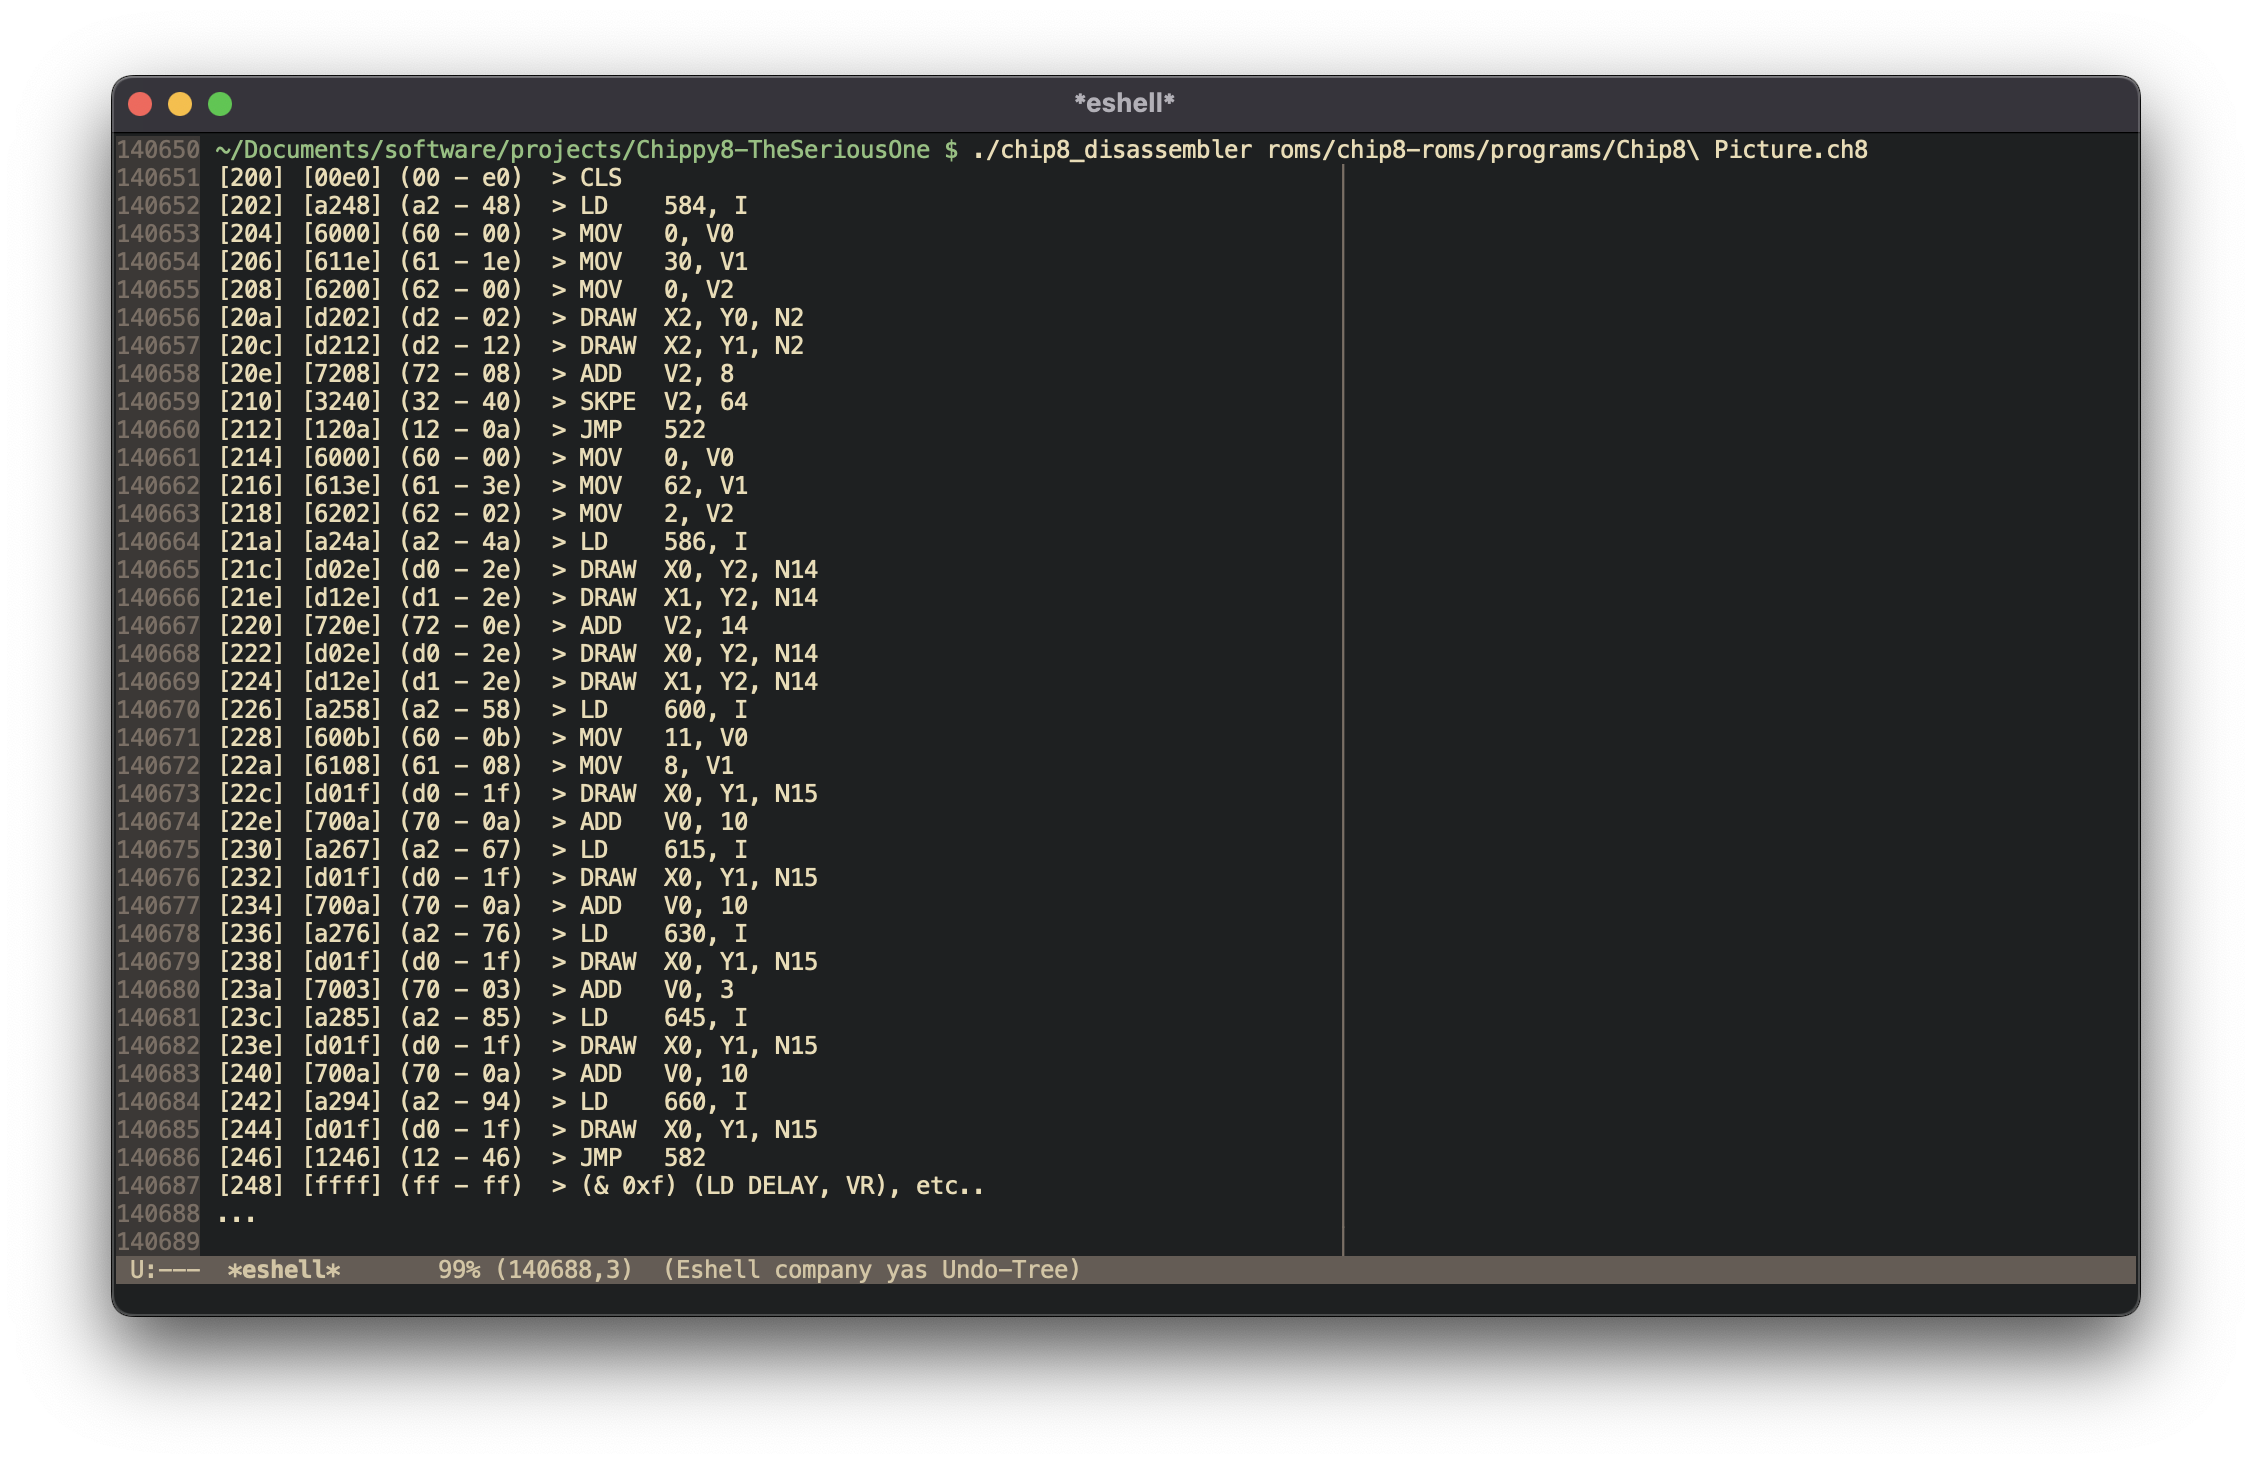 *eshell*
140650 ~/Documents/software/projects/Chippy8-TheSeriousOne $ ./chip8_disassembler roms/chip8-roms/programs/Chip8\ Picture.ch8
140651 [200] [00e0] (00 - e0)  > CLS
140652 [202] [a248] (a2 - 48)  > LD    584, I
140653 [204] [6000] (60 - 00)  > MOV   0, V0
140654 [206] [611e] (61 - 1e)  > MOV   30, V1
140655 [208] [6200] (62 - 00)  > MOV   0, V2
140656 [20a] [d202] (d2 - 02)  > DRAW  X2, Y0, N2
140657 [20c] [d212] (d2 - 12)  > DRAW  X2, Y1, N2
140658 [20e] [7208] (72 - 08)  > ADD   V2, 8
140659 [210] [3240] (32 - 40)  > SKPE  V2, 64
140660 [212] [120a] (12 - 0a)  > JMP   522
140661 [214] [6000] (60 - 00)  > MOV   0, V0
140662 [216] [613e] (61 - 3e)  > MOV   62, V1
140663 [218] [6202] (62 - 02)  > MOV   2, V2
140664 [21a] [a24a] (a2 - 4a)  > LD    586, I
140665 [21c] [d02e] (d0 - 2e)  > DRAW  X0, Y2, N14
140666 [21e] [d12e] (d1 - 2e)  > DRAW  X1, Y2, N14
140667 [220] [720e] (72 - 0e)  > ADD   V2, 14
140668 [222] [d02e] (d0 - 2e)  > DRAW  X0, Y2, N14
140669 [224] [d12e] (d1 - 2e)  > DRAW  X1, Y2, N14
140670 [226] [a258] (a2 - 58)  > LD    600, I
140671 [228] [600b] (60 - 0b)  > MOV   11, V0
140672 [22a] [6108] (61 - 08)  > MOV   8, V1
140673 [22c] [d01f] (d0 - 1f)  > DRAW  X0, Y1, N15
140674 [22e] [700a] (70 - 0a)  > ADD   V0, 10
140675 [230] [a267] (a2 - 67)  > LD    615, I
140676 [232] [d01f] (d0 - 1f)  > DRAW  X0, Y1, N15
140677 [234] [700a] (70 - 0a)  > ADD   V0, 10
140678 [236] [a276] (a2 - 76)  > LD    630, I
140679 [238] [d01f] (d0 - 1f)  > DRAW  X0, Y1, N15
140680 [23a] [7003] (70 - 03)  > ADD   V0, 3
140681 [23c] [a285] (a2 - 85)  > LD    645, I
140682 [23e] [d01f] (d0 - 1f)  > DRAW  X0, Y1, N15
140683 [240] [700a] (70 - 0a)  > ADD   V0, 10
140684 [242] [a294] (a2 - 94)  > LD    660, I
140685 [244] [d01f] (d0 - 1f)  > DRAW  X0, Y1, N15
140686 [246] [1246] (12 - 46)  > JMP   582
140687 [248] [ffff] (ff - ff)  > (& 0xf) (LD DELAY, VR), etc..
140688 ...
140689
U:---  *eshell*       99% (140688,3)  (Eshell company yas Undo-Tree)